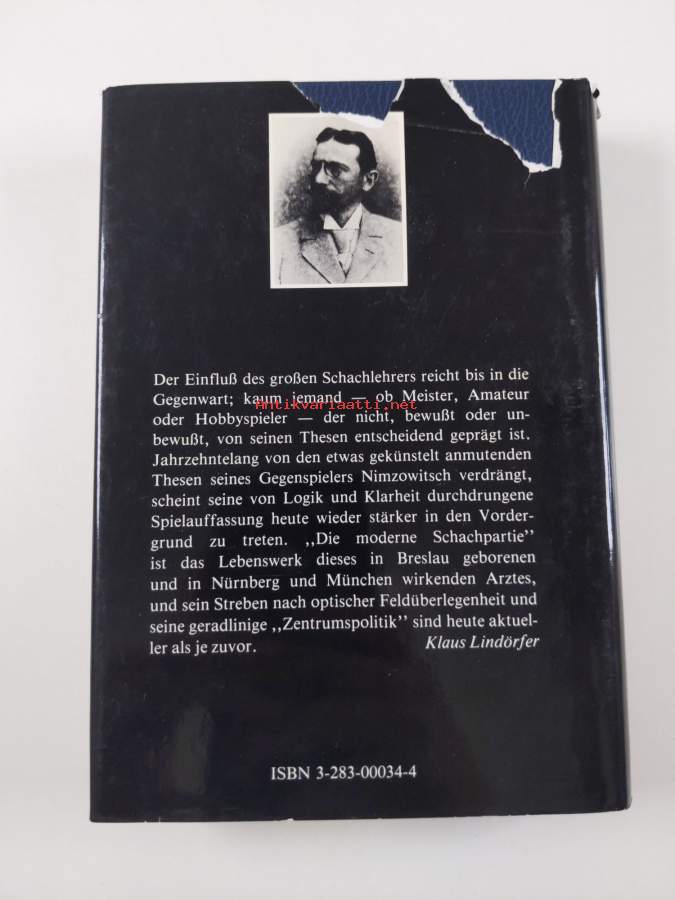 Der Einfluß des großen Schachlehrers reicht bis in die
Gegenwart; kaum jemand — ob Meister, Amateur
Antikvariaatti.net
oder Hobbyspieler — der nicht, bewußt oder un-
bewußt, von seinen Thesen entscheidend geprägt ist.
Jahrzehntelang von den etwas gekünstelt anmutenden
Thesen seines Gegenspielers Nimzowitsch verdrängt,
scheint seine von Logik und Klarheit durchdrungene
Spielauffassung heute wieder stärker in den Vorder-
grund zu treten. ,,Die moderne Schachpartie''
ist das Lebenswerk dieses in Breslau geborenen
und in Nürnberg und München wirkenden Arztes,
und sein Streben nach optischer Feldüberlegenheit und
seine geradlinige ,,Zentrumspolitik'' sind heute aktuel-
ler als je zuvor. Klaus Lindörfer
ISBN 3-283-00034-4